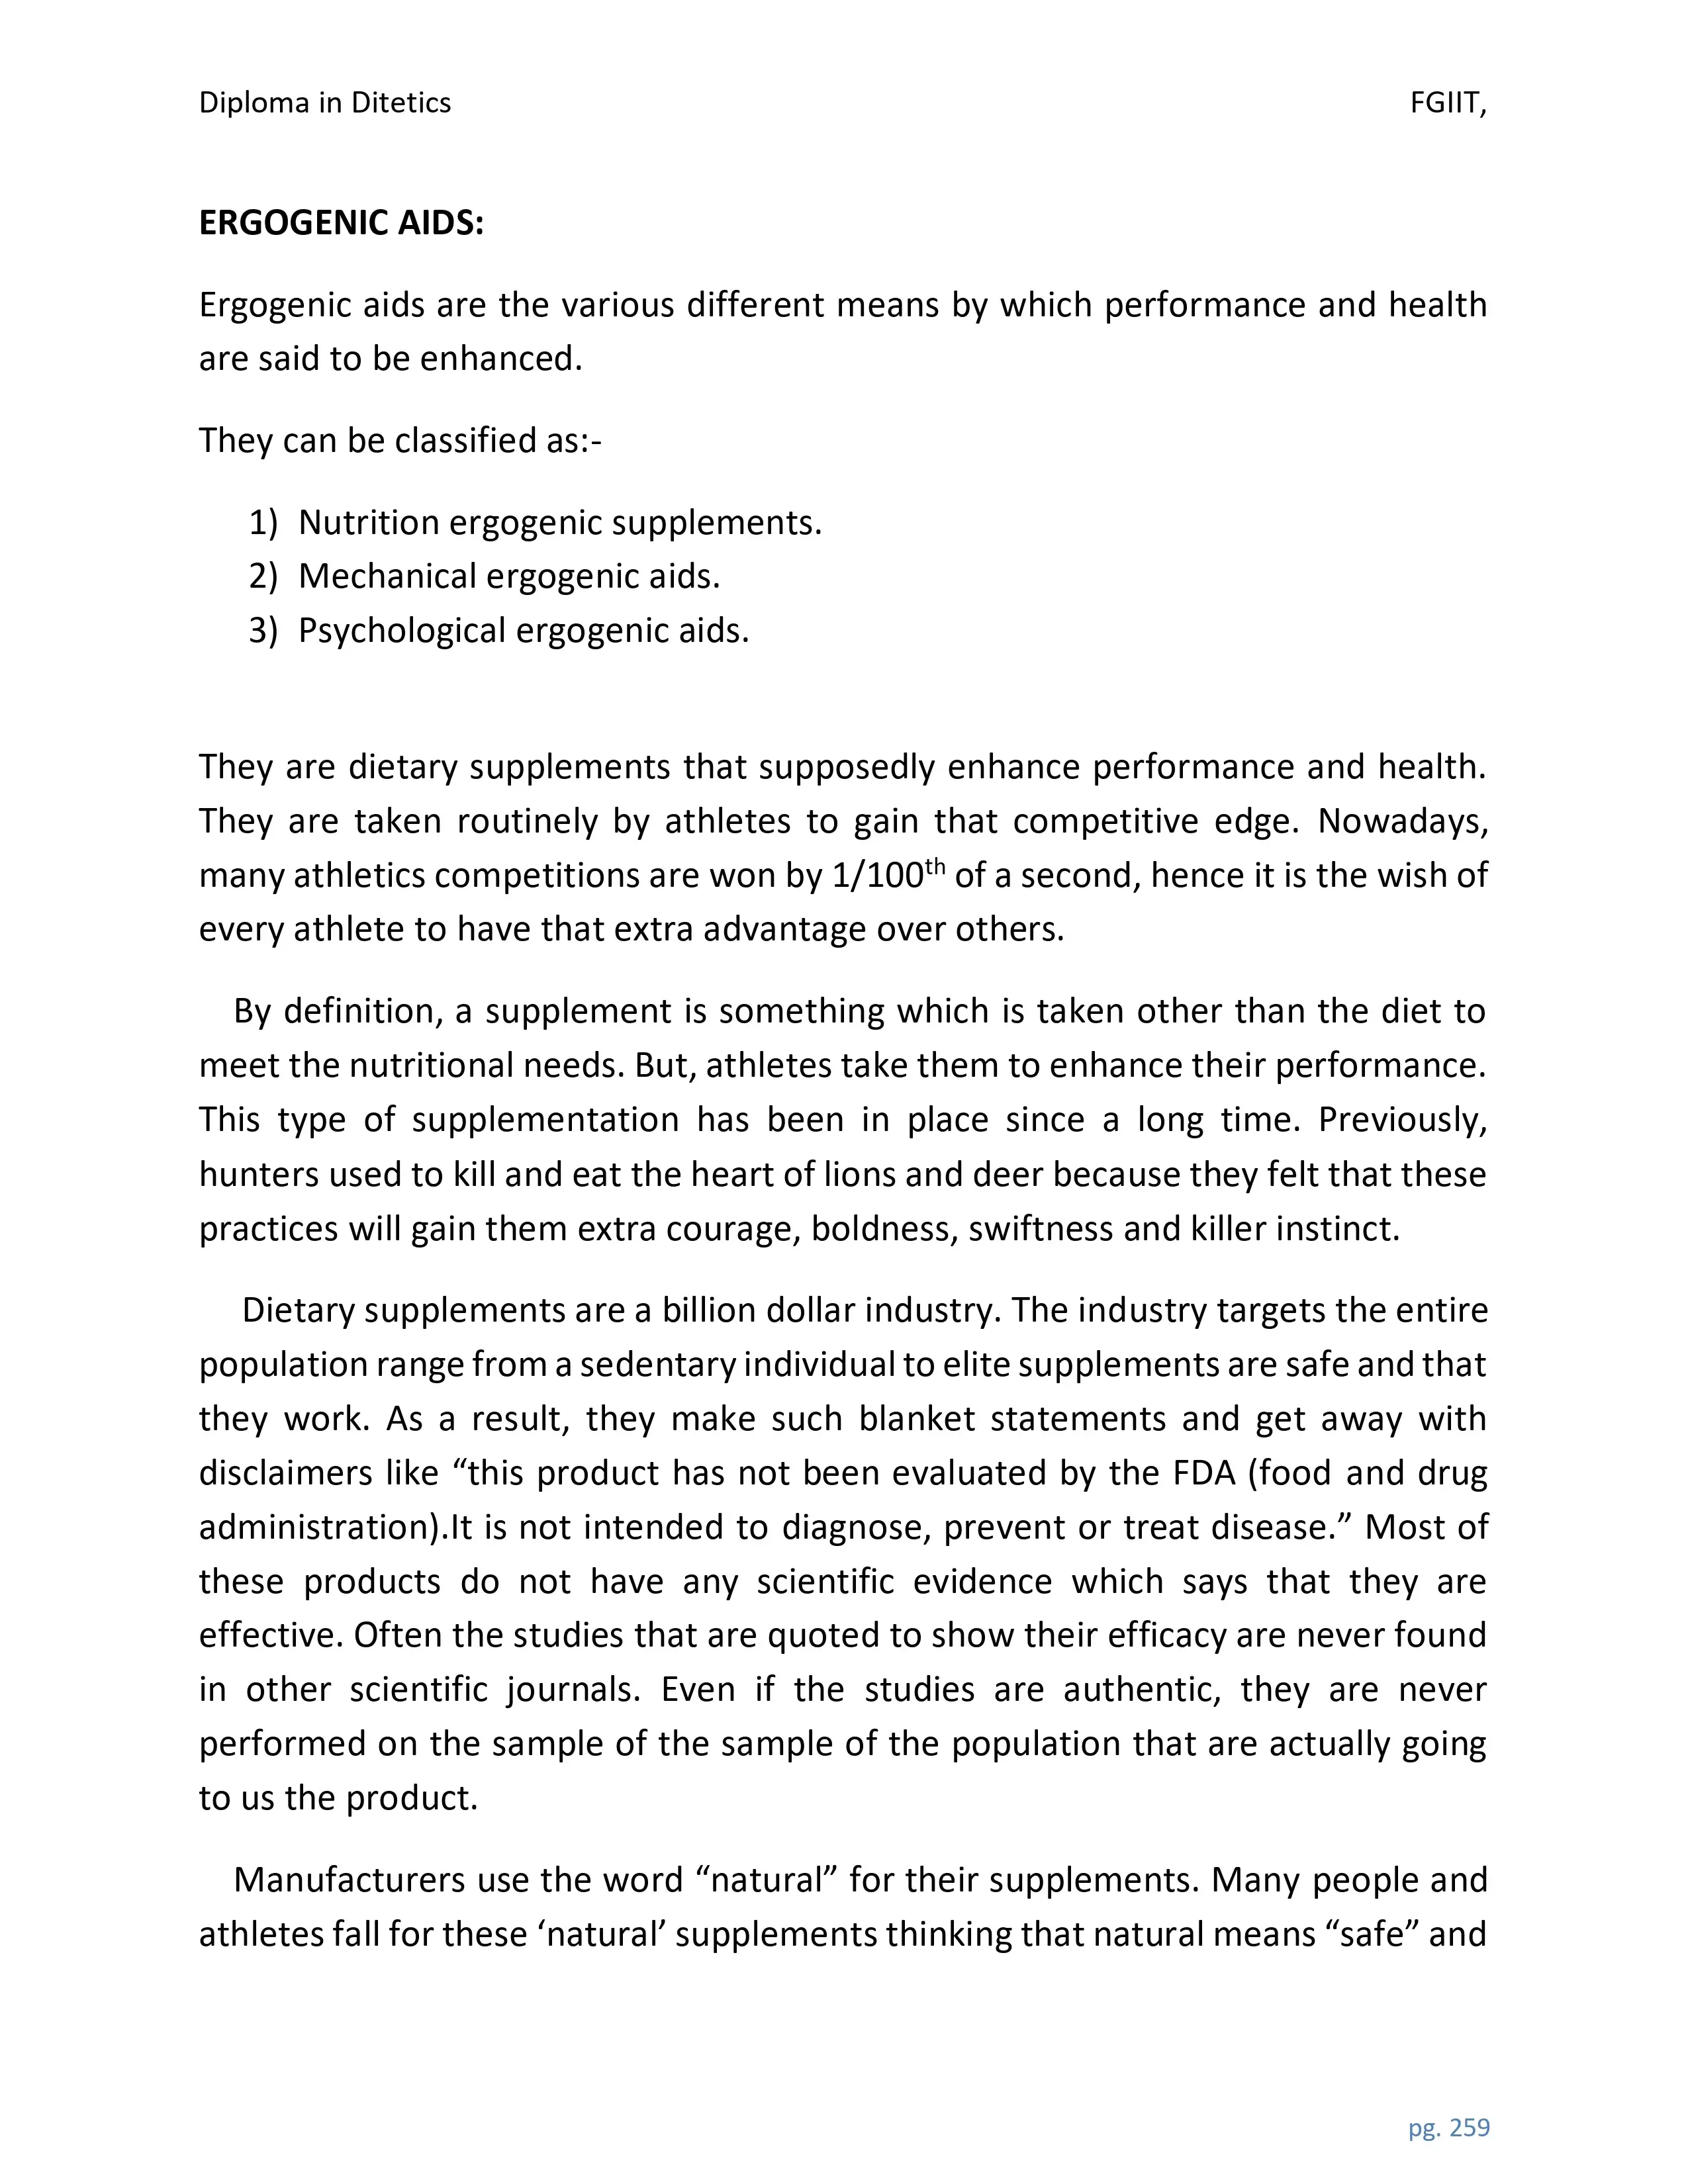 Diploma in Ditetics FGIIT,
ERGOGENIC AIDS:
Ergogenic aids are the various different means by which performance and health
are said to be enhanced.
They can be classified as:-
1) Nutrition ergogenic supplements.
2) Mechanical ergogenic aids.
3) Psychological ergogenic aids.
They are dietary supplements that supposedly enhance performance and health.
They are taken routinely by athletes to gain that competitive edge. Nowadays,
many athletics competitions are won by 1/100th of a second, hence it is the wish of
every athlete to have that extra advantage over others.
By definition, a supplement is something which is taken other than the diet to
meet the nutritional needs. But, athletes take them to enhance their performance.
This type of supplementation has been in place since a long time. Previously,
hunters used to kill and eat the heart of lions and deer because they felt that these
practices will gain them extra courage, boldness, swiftness and killer instinct.
Dietary supplements are a billion dollar industry. The industry targets the entire
population range from a sedentary individual to elite supplements are safe and that
they work. As a result, they make such blanket statements and get away with
disclaimers like “this product has not been evaluated by the FDA (food and drug
administration).It is not intended to diagnose, prevent or treat disease.” Most of
these products do not have any scientific evidence which says that they are
effective. Often the studies that are quoted to show their efficacy are never found
in other scientific journals. Even if the studies are authentic, they are never
performed on the sample of the sample of the population that are actually going
to us the product.
Manufacturers use the word “natural” for their supplements. Many people and
athletes fall for these ‘natural’ supplements thinking that natural means “safe” and
pg. 259